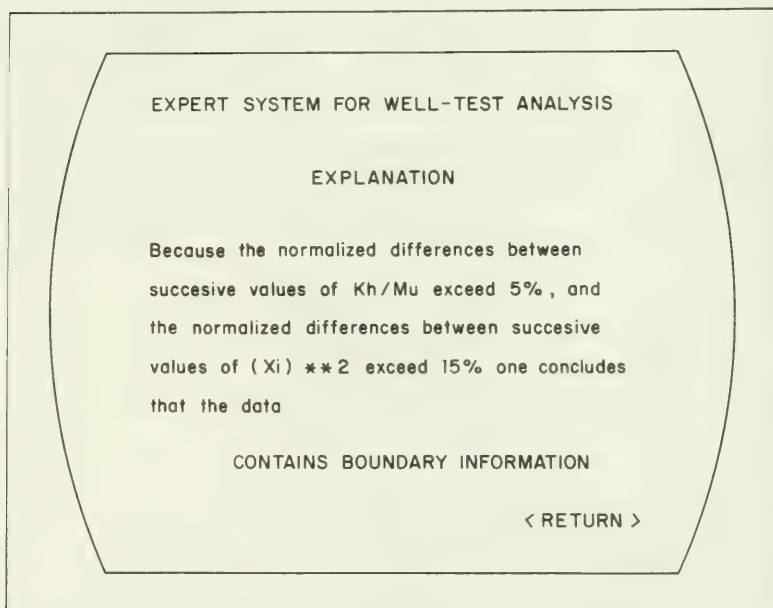 EXPERT SYSTEM FOR WELL-TEST ANALYSIS
EXPLANATION
Because the normalized differences between
succesive values of Kh/Mu exceed 5%, and
the normalized differences between succesive
values of (Xi) **2 exceed 15% one concludes
that the data
CONTAINS BOUNDARY INFORMATION
<RETURN>